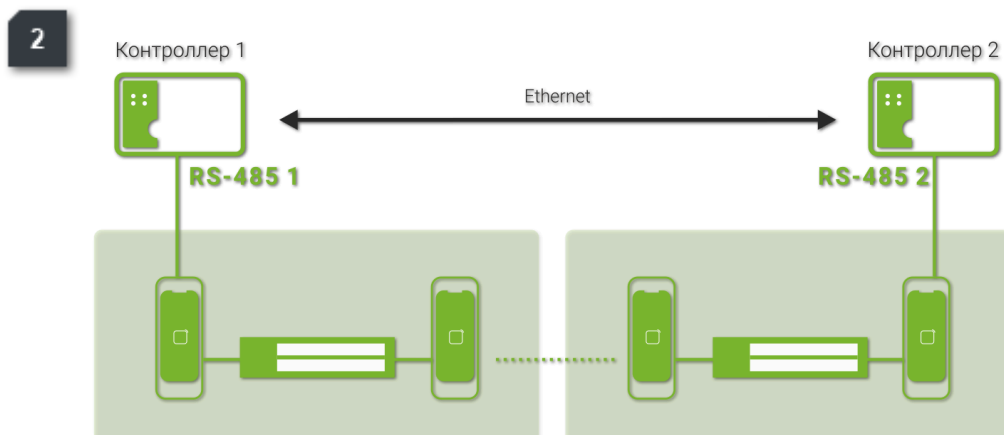 2
Контроллер 1
Контроллер 2
Ethernet
RS-485 1
RS-485 2